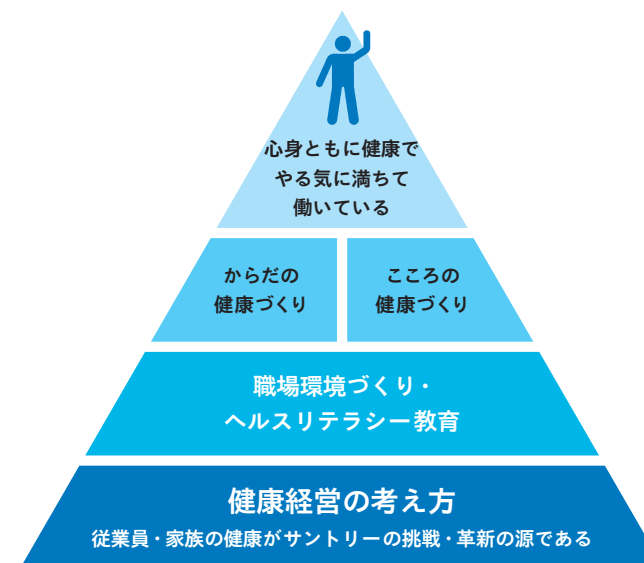 心身ともに健康で
やる気に満ちて
働いている
からだの
健康づくり
こころの
健康づくり
職場環境づくり・
ヘルスリテラシー教育
健康経営の考え方
従業員・家族の健康がサントリーの挑戦・革新の源である